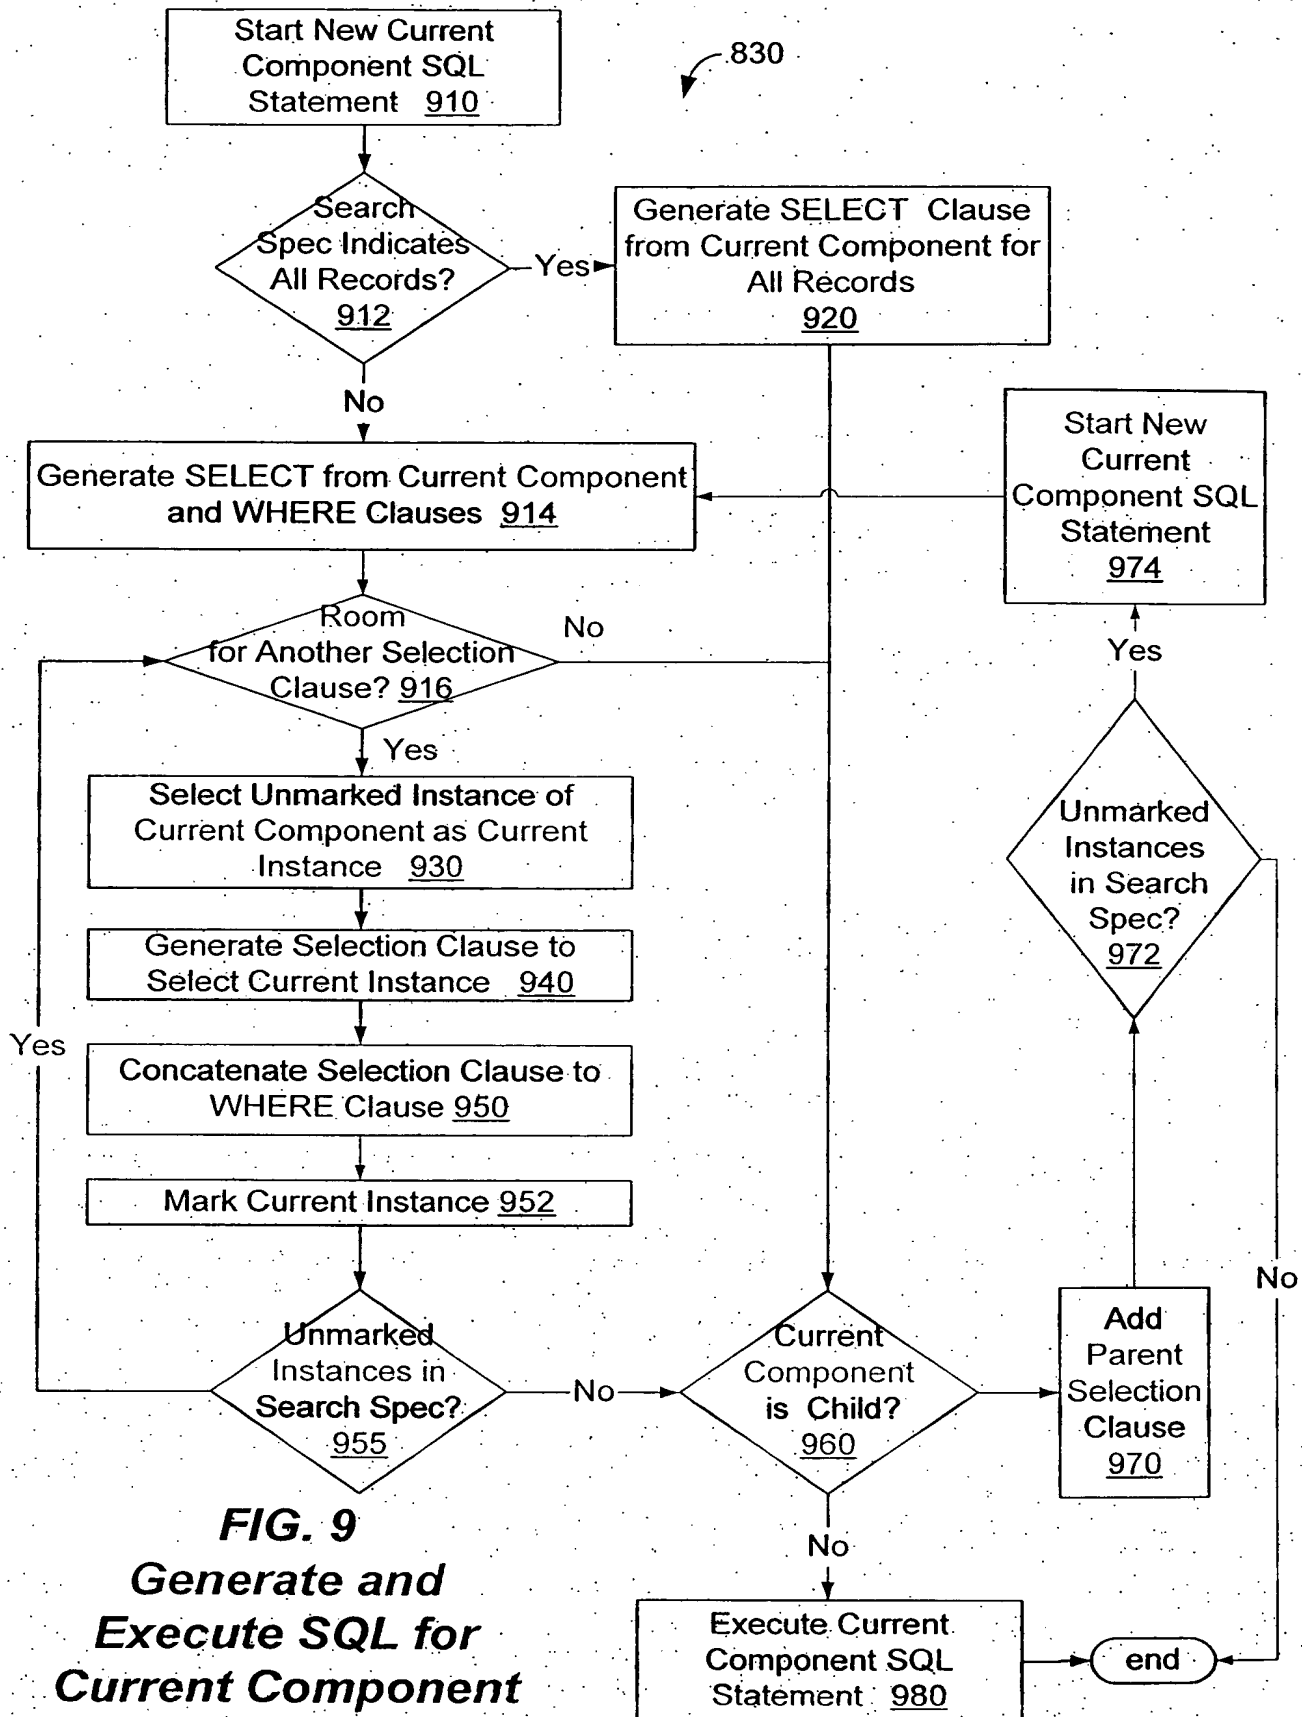 Start New Current
Component SQL
Statement 910
830
Search
Spec Indicates
All Records?
912
Yes
Generate SELECT Clause
from Current Component for
All Records
920
No
Generate SELECT from Current Component
and WHERE Clauses 914
Start New
Current
Component SQL
Statement
974
Room
for Another Selection
Clause? 916
No
Yes
Yes
Select Unmarked Instance of
Current Component as Current
Instance 930
Unmarked
Instances
in Search
Spec?
972
Generate Selection Clause to
Select Current Instance 940
Yes
Concatenate Selection Clause to
WHERE Clause 950
Mark Current Instance 952
No
Unmarked
Instances in
Search Spec?
955
No
Current
Component
is Child?
960
Add
Parent
Selection
Clause
970
No
Execute Current
Component SQL
Statement 980
end
FIG. 9
Generate and
Execute SQL for
Current Component